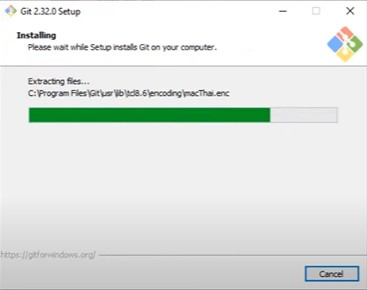 Git 2.32.0 Setup
Installing
Please wait while Setup installs Git on your computer.
Extracting files...
C:\Program Files\Git\usr\lib\tcl8.6\encoding\macThai.enc
https://gitforwindows.org/
Cancel